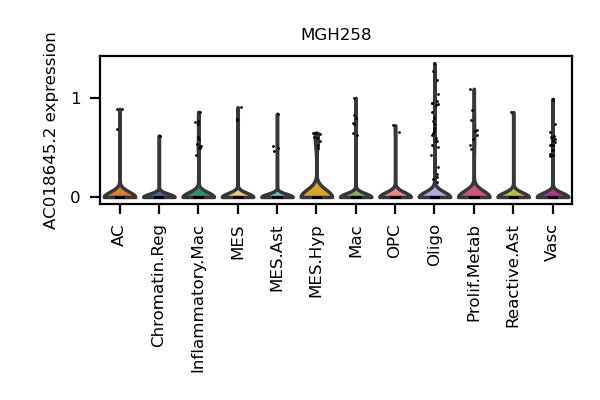 MGH258
AC018645.2 expression
1
0
AC
Chromatin.Reg
Inflammatory.Mac
MES
MES.Ast
MES.Hyp
Mac
OPC
Oligo
Prolif.Metab
Reactive.Ast
Vasc